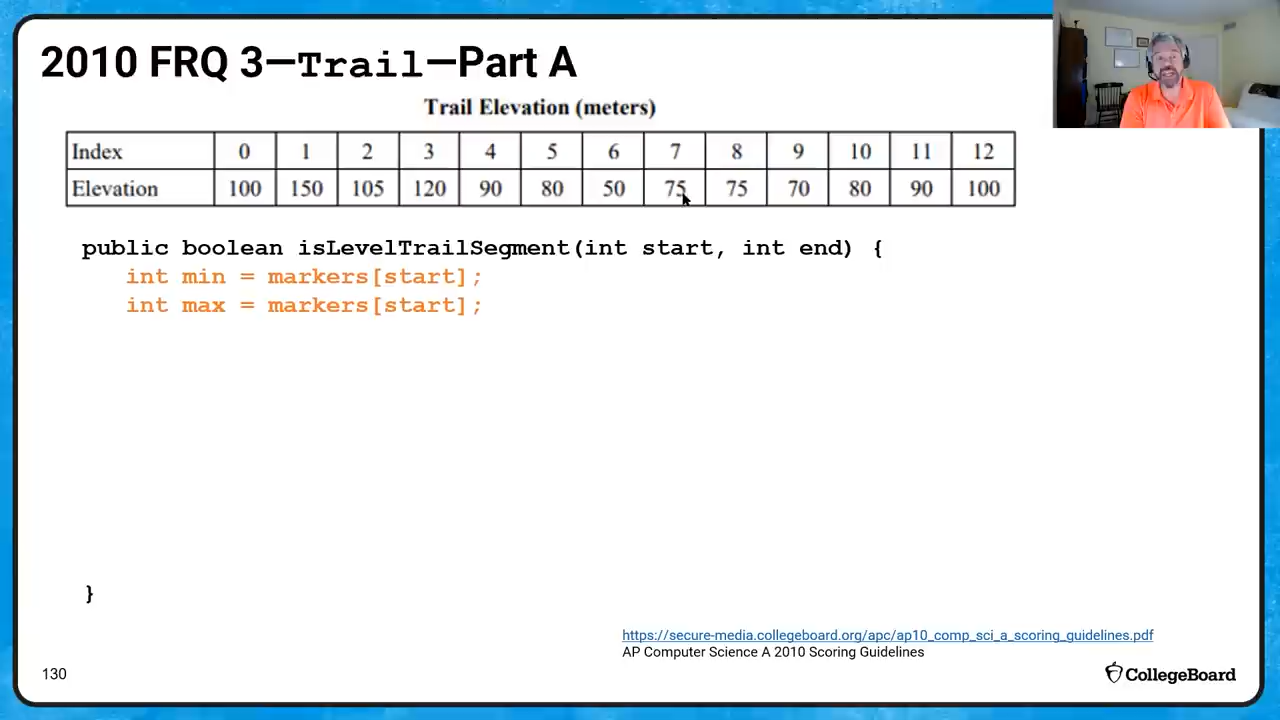 2010 FRQ 3—Trail—Part A
Trail Elevation (meters)
Index 0 1 2 3 4 5 6 7 8 9 10 11 12
Elevation 100 150 105 120 90 80 50 75 75 70 80 90 100
public boolean isLevelTrailSegment(int start, int end) {
int min = markers[start];
int max = markers[start];
}
https://secure-media.collegeboard.org/apc/ap10_comp_sci_a_scoring_guidelines.pdf
AP Computer Science A 2010 Scoring Guidelines
130
CollegeBoard